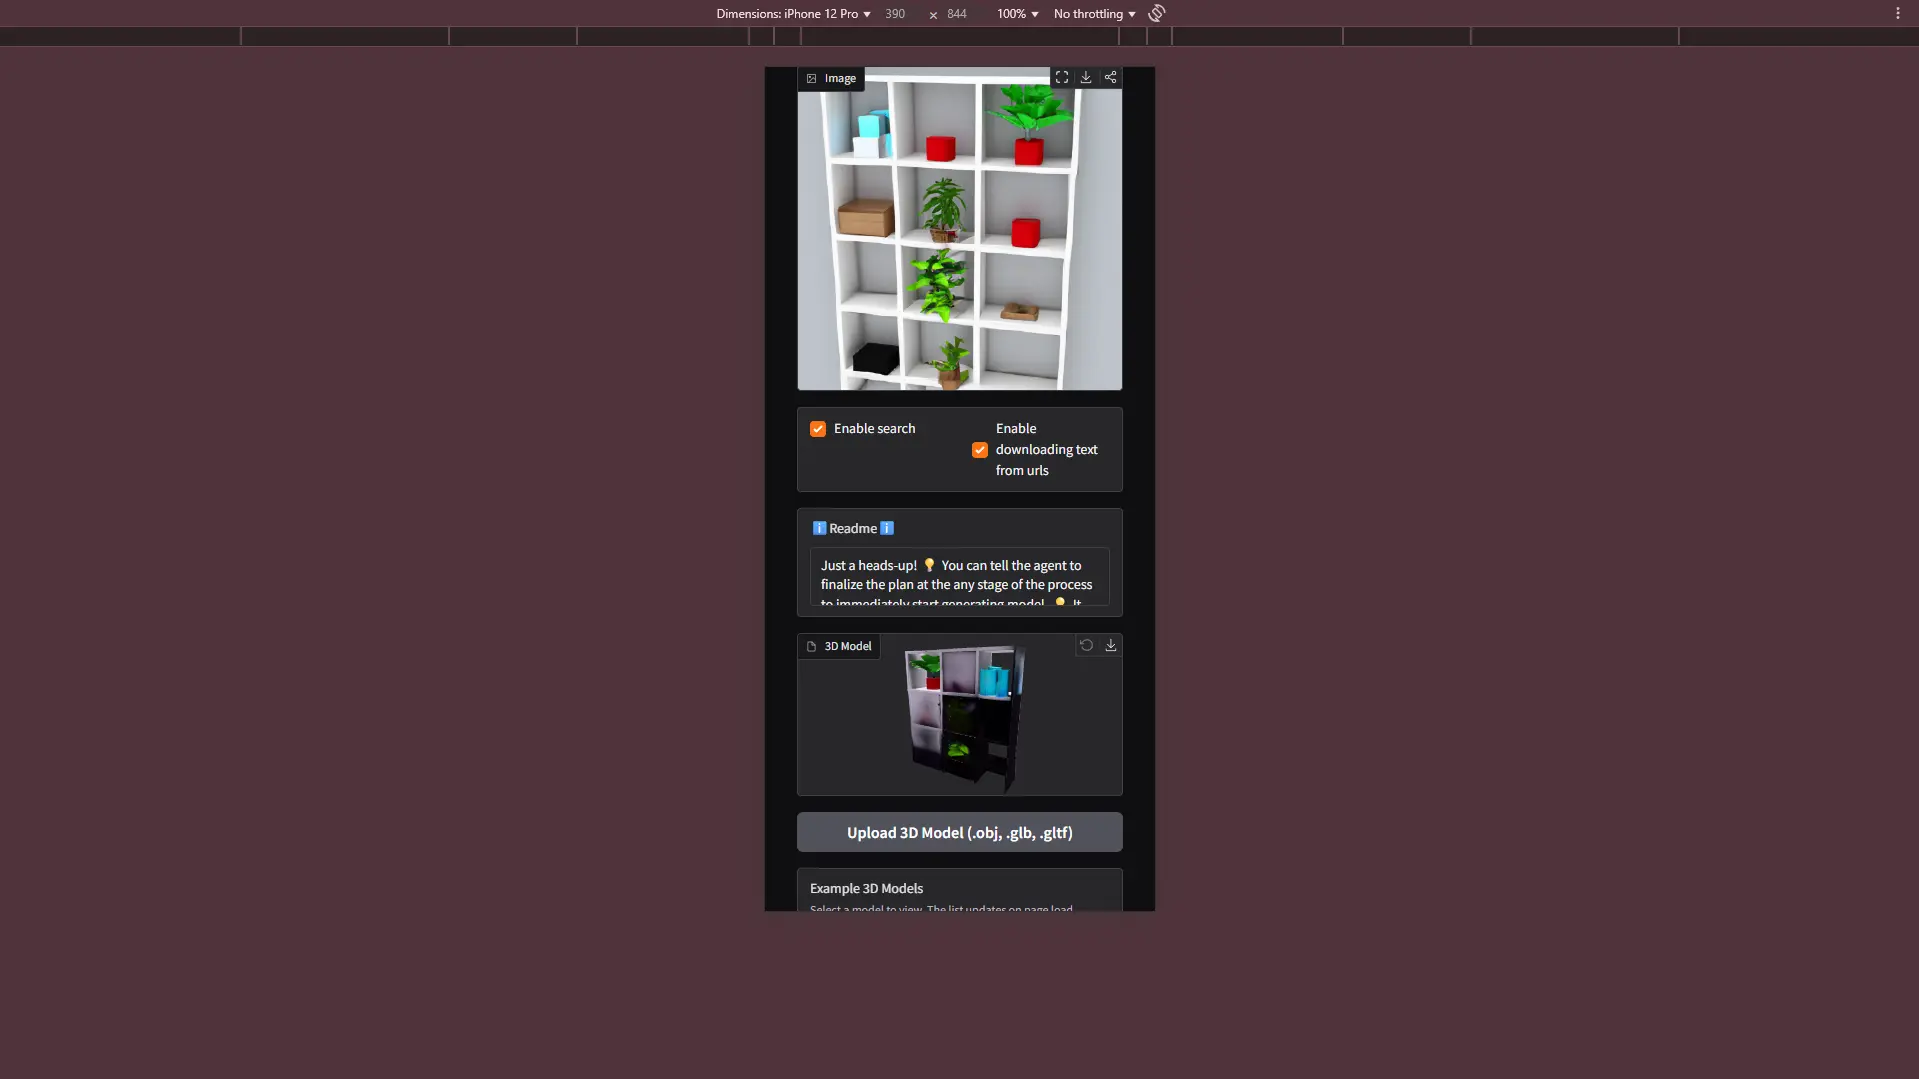 Dimensions: iPhone 12 Pro 390 × 844 100% No throttling
Image
Enable search
Enable
downloading text
from urls
ℹ️ Readme ℹ️
Just a heads-up! 💡 You can tell the agent to
finalize the plan at the any stage of the process
to immediately start generating model. 💡 It
3D Model
Upload 3D Model (.obj, .glb, .gltf)
Example 3D Models
Select a model to view. The list updates on page load.